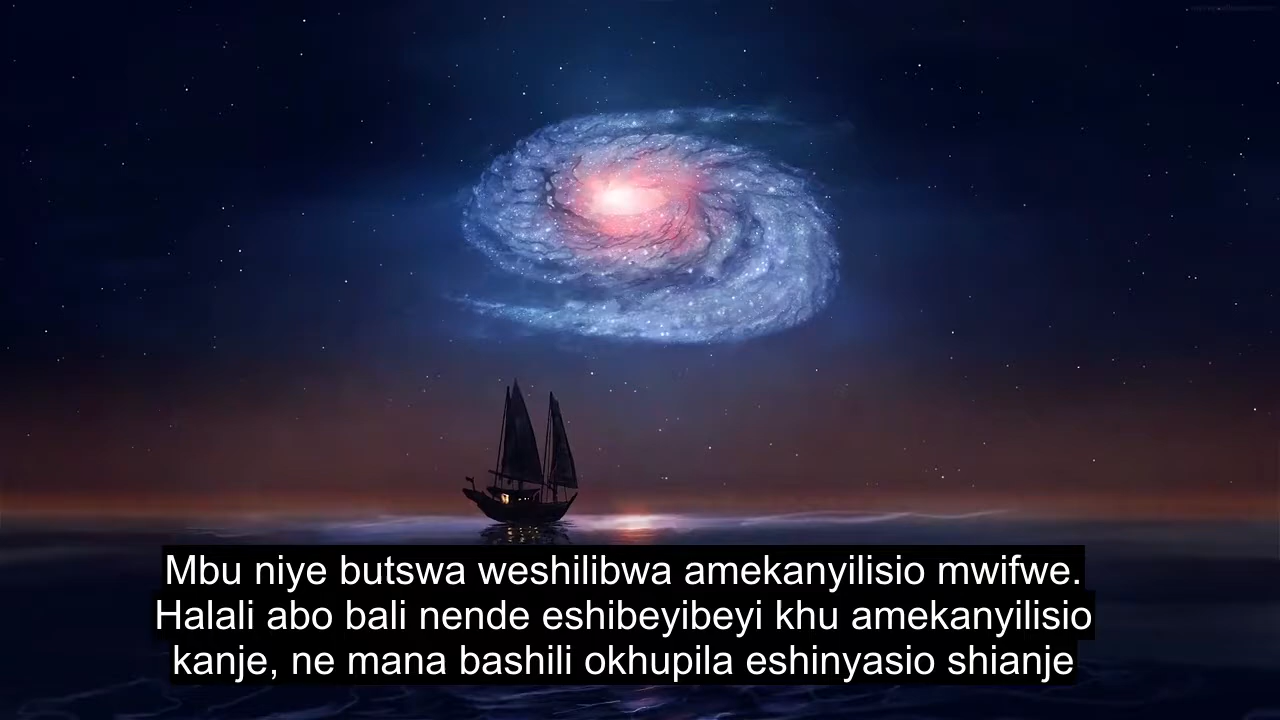 Mbu niye butswa weshilibwa amekanyilisio mwifwe.
Halali abo bali nende eshibeyibeyi khu amekanyilisio
kanje, ne mana bashili okhupila eshinyasio shianje